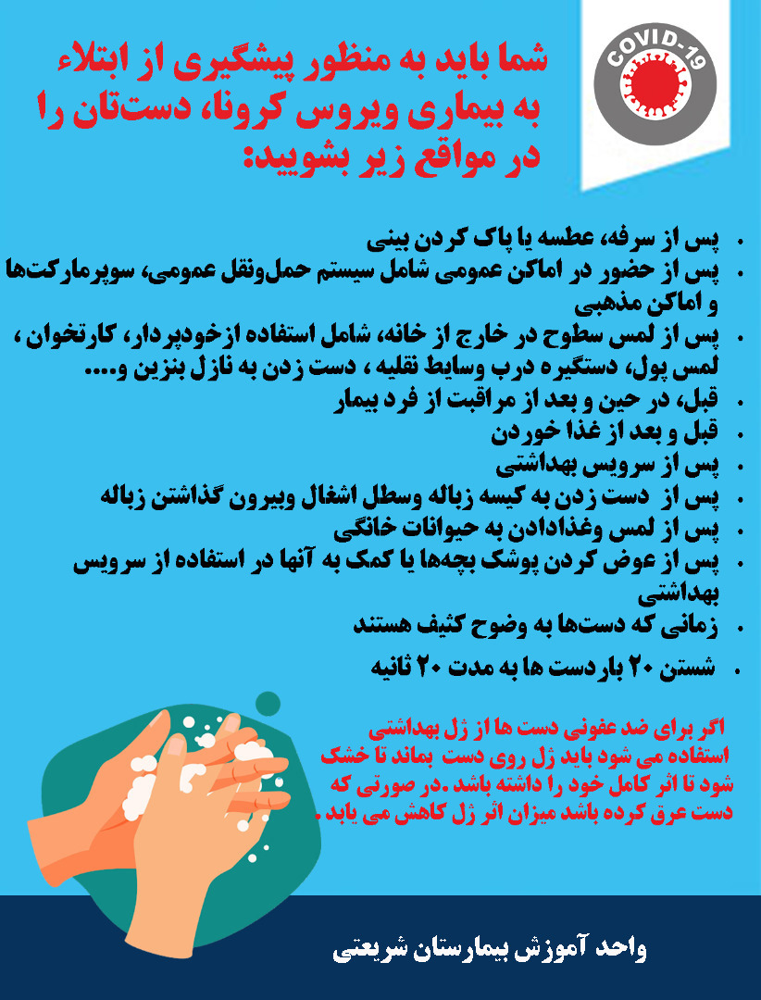 COVID-19
شما باید به منظور پیشگیری از ابتلاء
به بیماری ویروس کرونا، دست‌تان را
در مواقع زیر بشویید:
• پس از سرفه، عطسه یا پاک کردن بینی
• پس از حضور در اماکن عمومی شامل سیستم حمل‌ونقل عمومی، سوپرمارکت‌ها
و اماکن مذهبی
• پس از لمس سطوح در خارج از خانه، شامل استفاده ازخودپردار، کارتخوان ،
لمس پول، دستگیره درب وسایط نقلیه ، دست زدن به نازل بنزین و....
• قبل، در حین و بعد از مراقبت از فرد بیمار
• قبل و بعد از غذا خوردن
• پس از سرویس بهداشتی
• پس از دست زدن به کیسه زباله وسطل اشغال وبیرون گذاشتن زباله
• پس از لمس وغذادادن به حیوانات خانگی
• پس از عوض کردن پوشک بچه‌ها یا کمک به آنها در استفاده از سرویس
بهداشتی
• زمانی که دست‌ها به وضوح کثیف هستند
• شستن ۲۰ باردست ها به مدت ۲۰ ثانیه
اگر برای ضد عفونی دست ها از ژل بهداشتی
استفاده می شود باید ژل روی دست بماند تا خشک
شود تا اثر کامل خود را داشته باشد .در صورتی که
دست عرق کرده باشد میزان اثر ژل کاهش می یابد .
واحد آموزش بیمارستان شریعتی